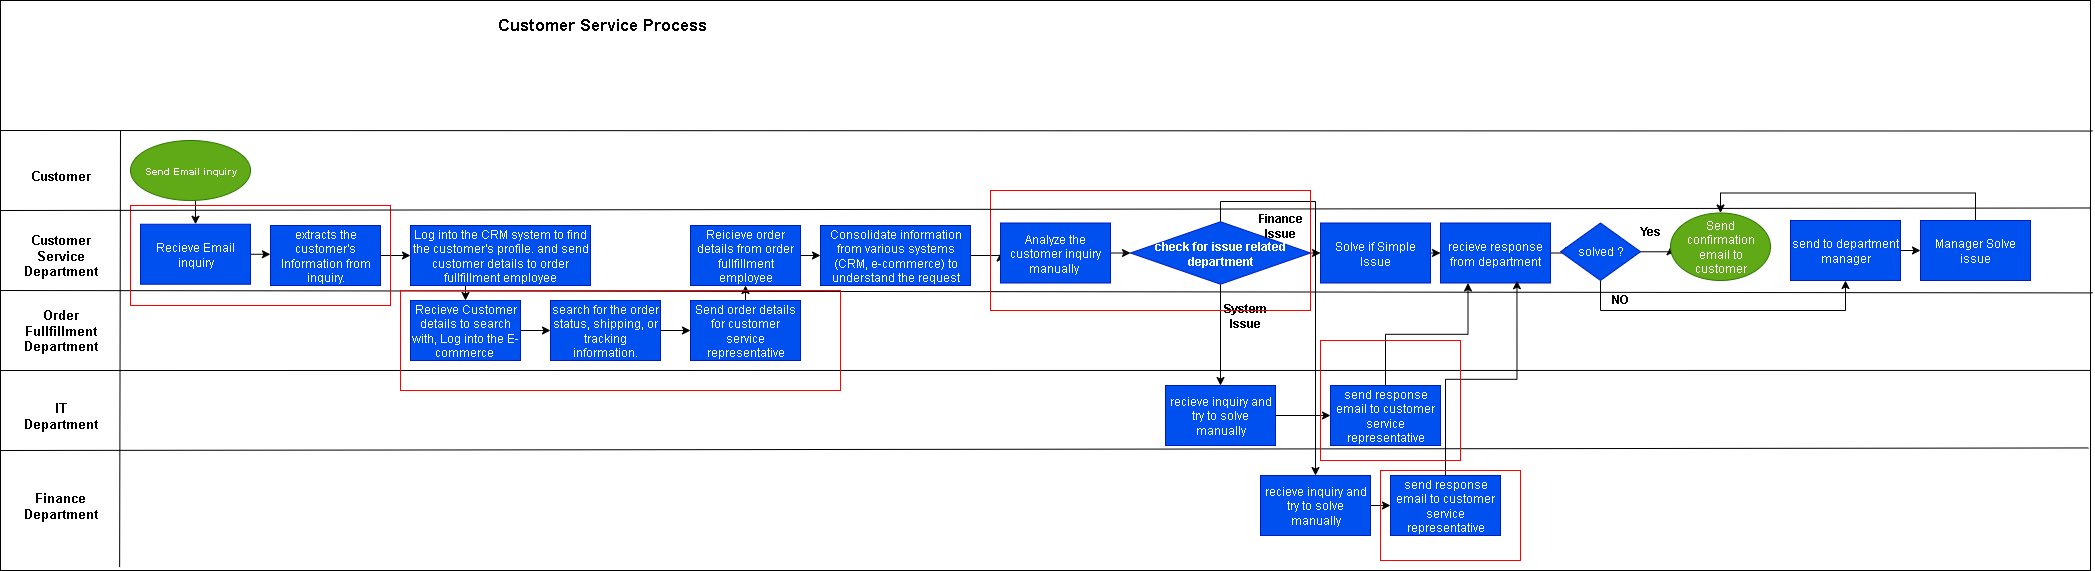 Customer Service Process
Customer
Send Email inquiry
Customer
Service
Department
Recieve Email
inquiry
extracts the
customer's
Information from
inquiry.
Log into the CRM system to find
the customer's profile. and send
customer details to order
fullfillment employee
Reicieve order
details from order
fullfillment
employee
Consolidate information
from various systems
(CRM, e-commerce) to
understand the request
Analyze the
customer inquiry
manually
check for issue related
department
Finance
Issue
System
Issue
Solve if Simple
Issue
recieve response
from department
solved ?
Yes
NO
Send
confirmation
email to
customer
send to department
manager
Manager Solve
issue
Order
Fullfillment
Department
Recieve Customer
details to search
with, Log into the E-
commerce
search for the order
status, shipping, or
tracking
information.
Send order details
for customer
service
representative
IT
Department
recieve inquiry and
try to solve
manually
send response
email to customer
service
representative
Finance
Department
recieve inquiry and
try to solve
manually
send response
email to customer
service
representative